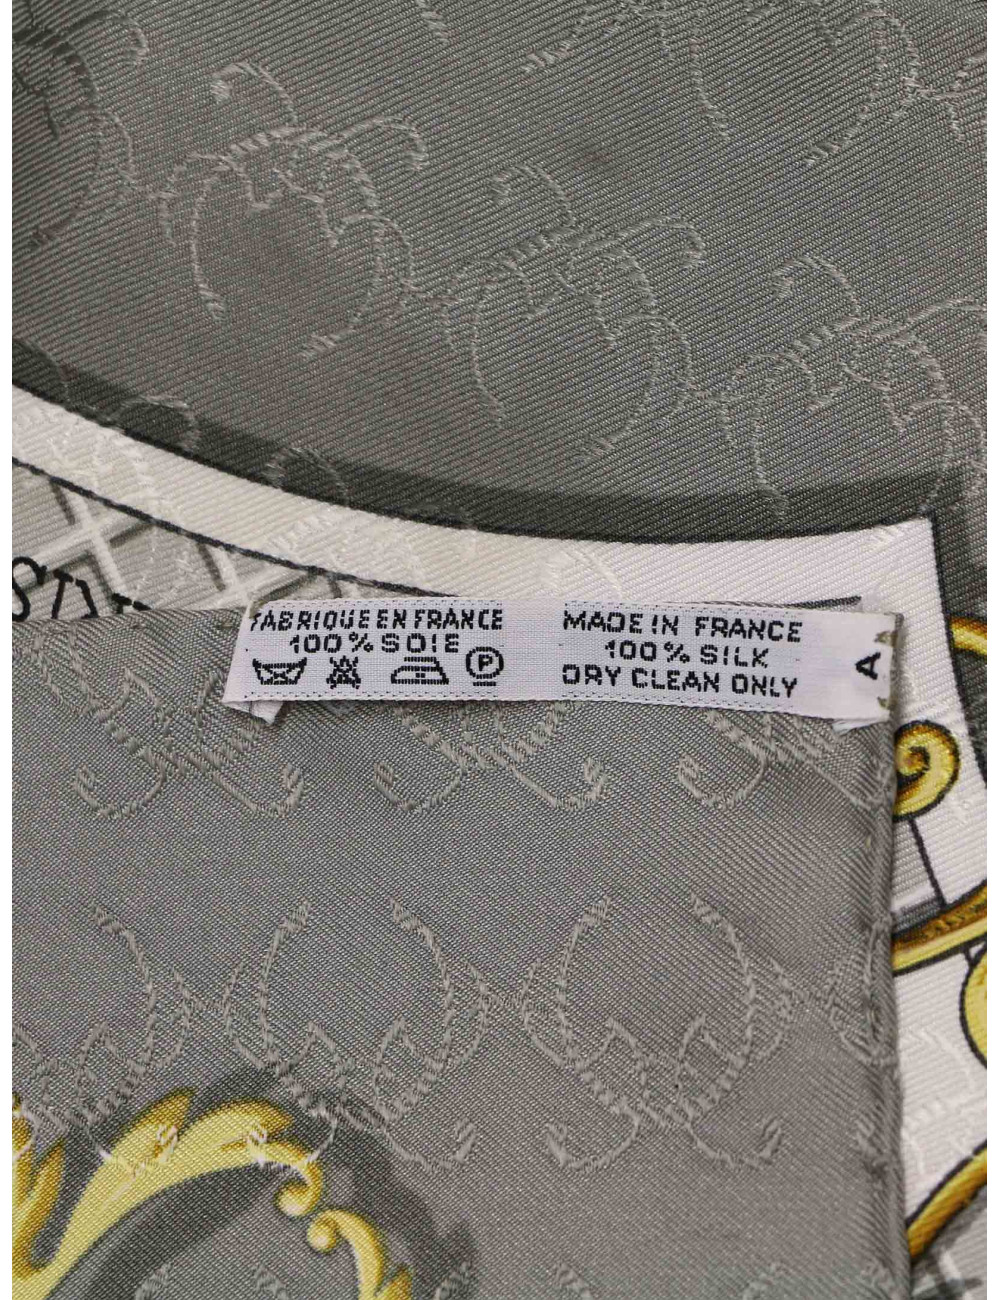 FABRIQUE EN FRANCE
100% SOIE
P
MADE IN FRANCE
100% SILK
DRY CLEAN ONLY
A